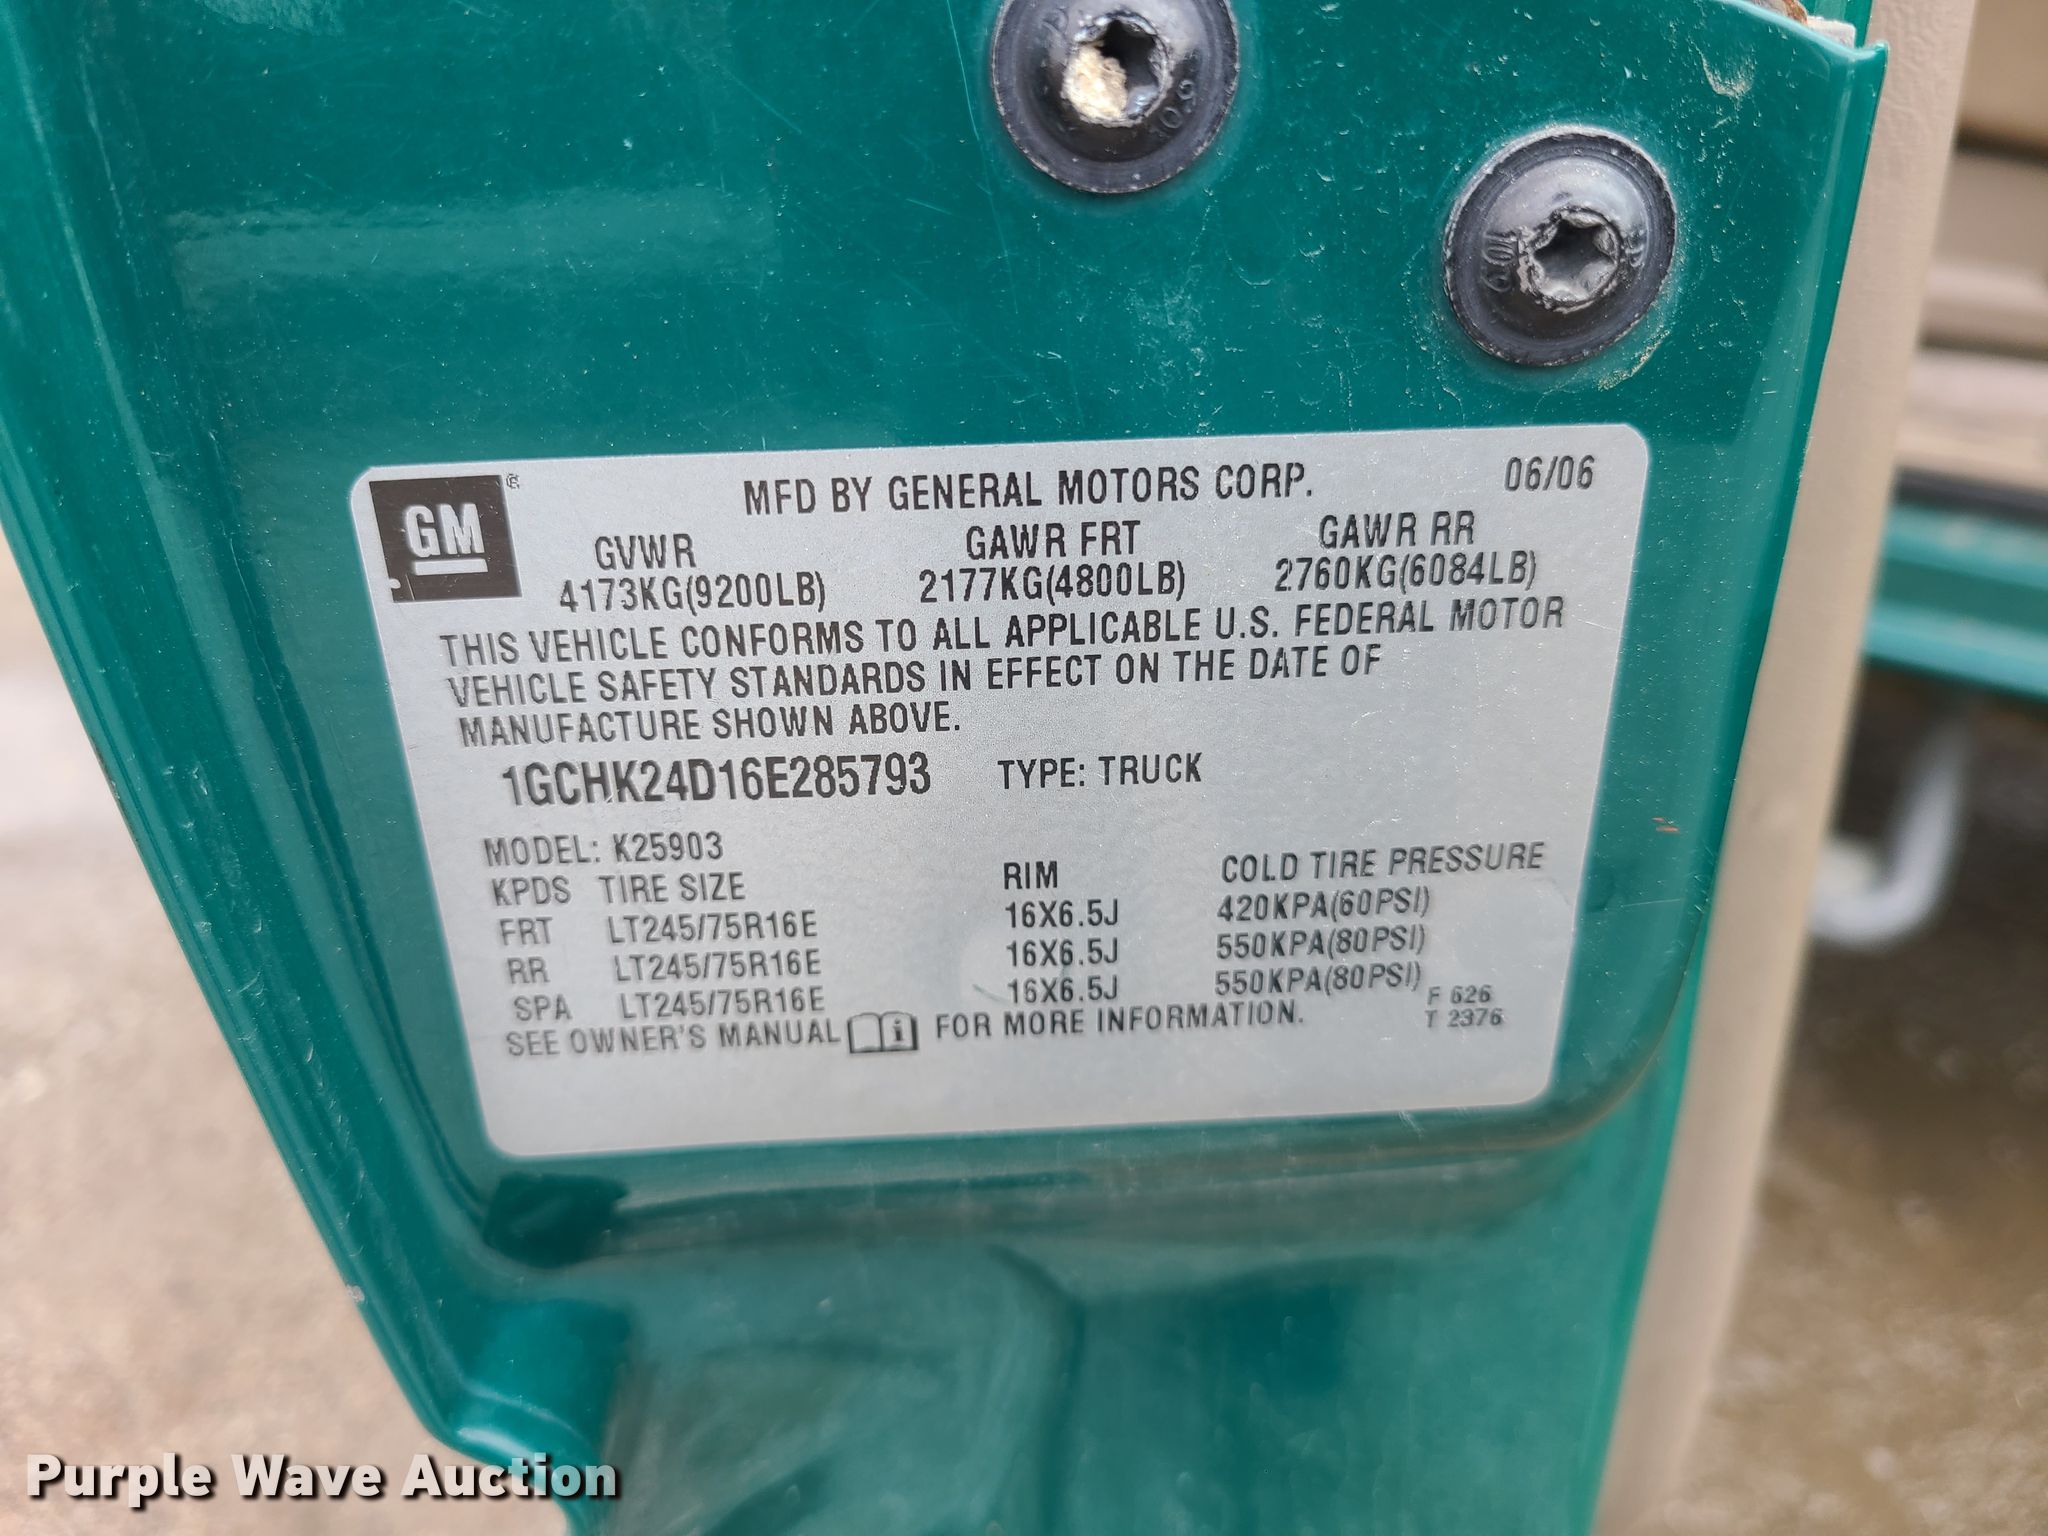 GM
MFD BY GENERAL MOTORS CORP. 06/06
GVWR GAWR FRT GAWR RR
4173KG(9200LB) 2177KG(4800LB) 2760KG(6084LB)
THIS VEHICLE CONFORMS TO ALL APPLICABLE U.S. FEDERAL MOTOR
VEHICLE SAFETY STANDARDS IN EFFECT ON THE DATE OF
MANUFACTURE SHOWN ABOVE.
1GCHK24D16E285793 TYPE: TRUCK
MODEL: K25903
KPDS TIRE SIZE RIM COLD TIRE PRESSURE
FRT LT245/75R16E 16X6.5J 420KPA(60PSI)
RR LT245/75R16E 16X6.5J 550KPA(80PSI)
SPA LT245/75R16E 16X6.5J 550KPA(80PSI)
SEE OWNER'S MANUAL i FOR MORE INFORMATION.
F 626
T 2376
Purple Wave Auction